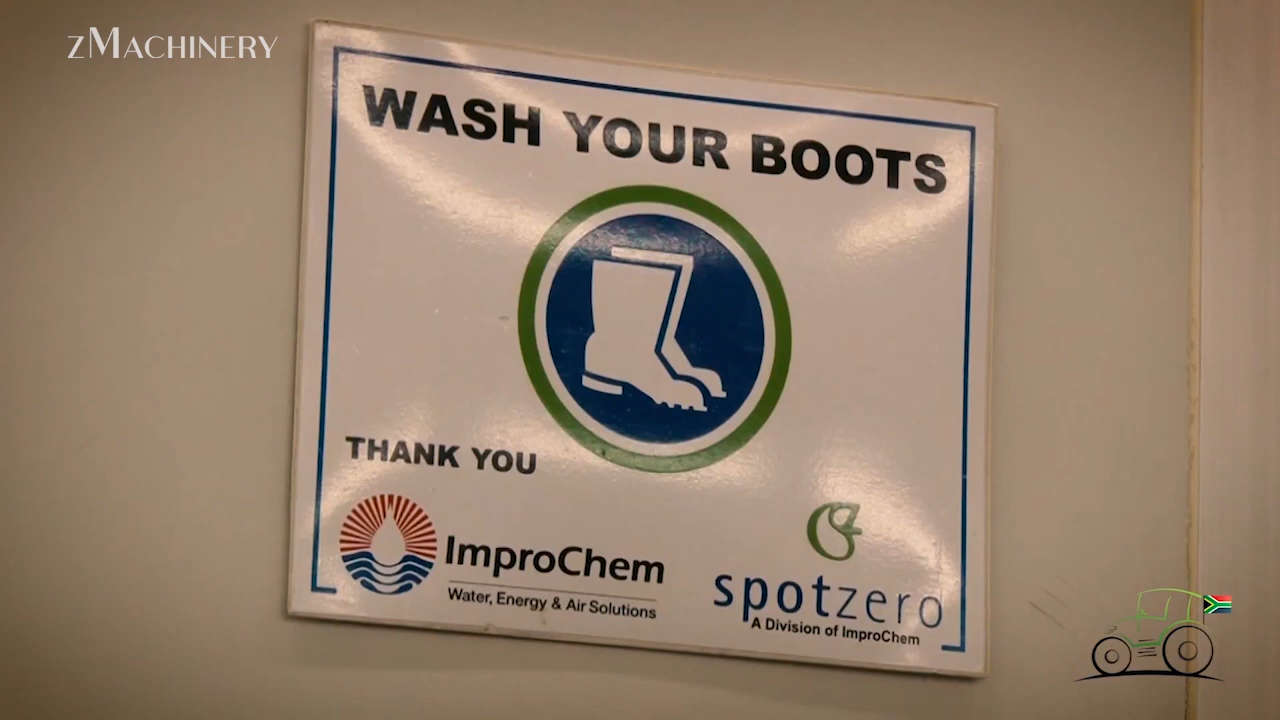 zMachinery
WASH YOUR BOOTS
THANK YOU
ImproChem
Water, Energy & Air Solutions
spotzero
A Division of ImproChem